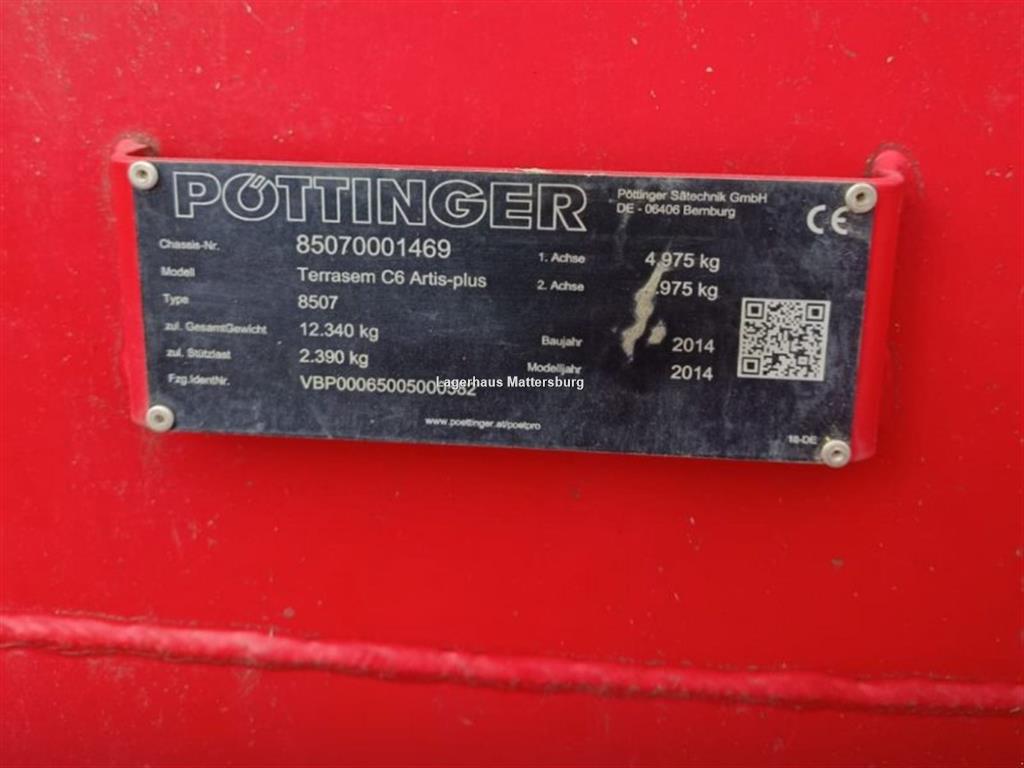 PÖTTINGER
Pöttinger Sätechnik GmbH
DE - 06406 Bernburg
CE
Chassis-Nr. 85070001469
Modell Terrasem C6 Artis-plus
Type 8507
zul. GesamtGewicht 12.340 kg
zul. Stützlast 2.390 kg
Fzg.IdentNr.
1. Achse 4.975 kg
2. Achse .975 kg
Baujahr 2014
Modelljahr 2014
Lagerhaus Mattersburg
www.poettinger.at/poetpro
18-DE